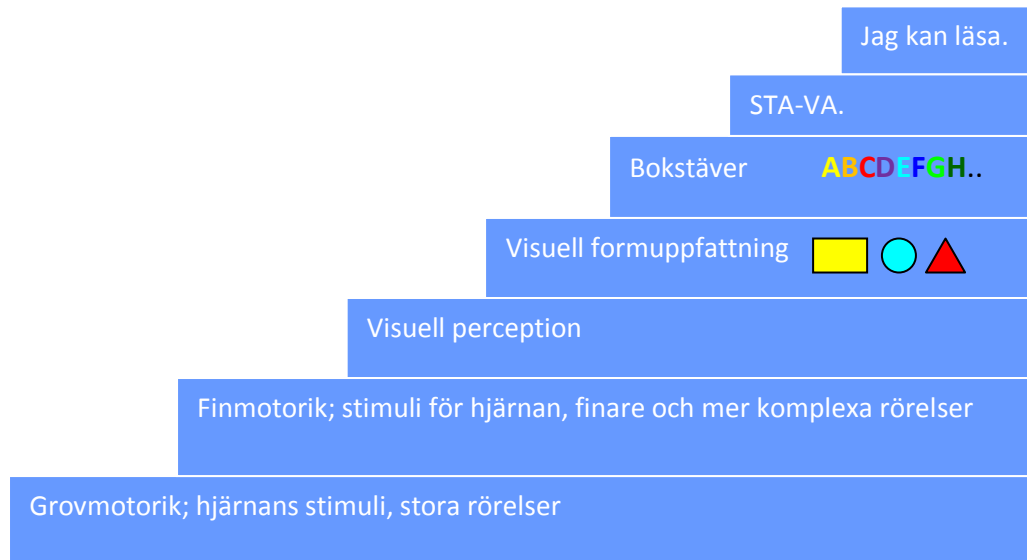 Jag kan läsa.
STA-VA.
Bokstäver ABCDEFGH..
Visuell formuppfattning
Visuell perception
Finmotorik; stimuli för hjärnan, finare och mer komplexa rörelser
Grovmotorik; hjärnans stimuli, stora rörelser